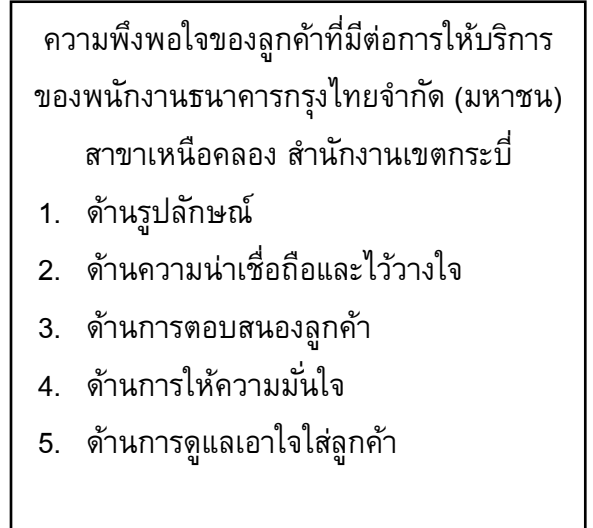 ความพึงพอใจของลูกค้าที่มีต่อการให้บริการ
ของพนักงานธนาคารกรุงไทยจำกัด (มหาชน)
สาขาเหนือคลอง สำนักงานเขตกระบี่
1. ด้านรูปลักษณ์
2. ด้านความน่าเชื่อถือและไว้วางใจ
3. ด้านการตอบสนองลูกค้า
4. ด้านการให้ความมั่นใจ
5. ด้านการดูแลเอาใจใส่ลูกค้า